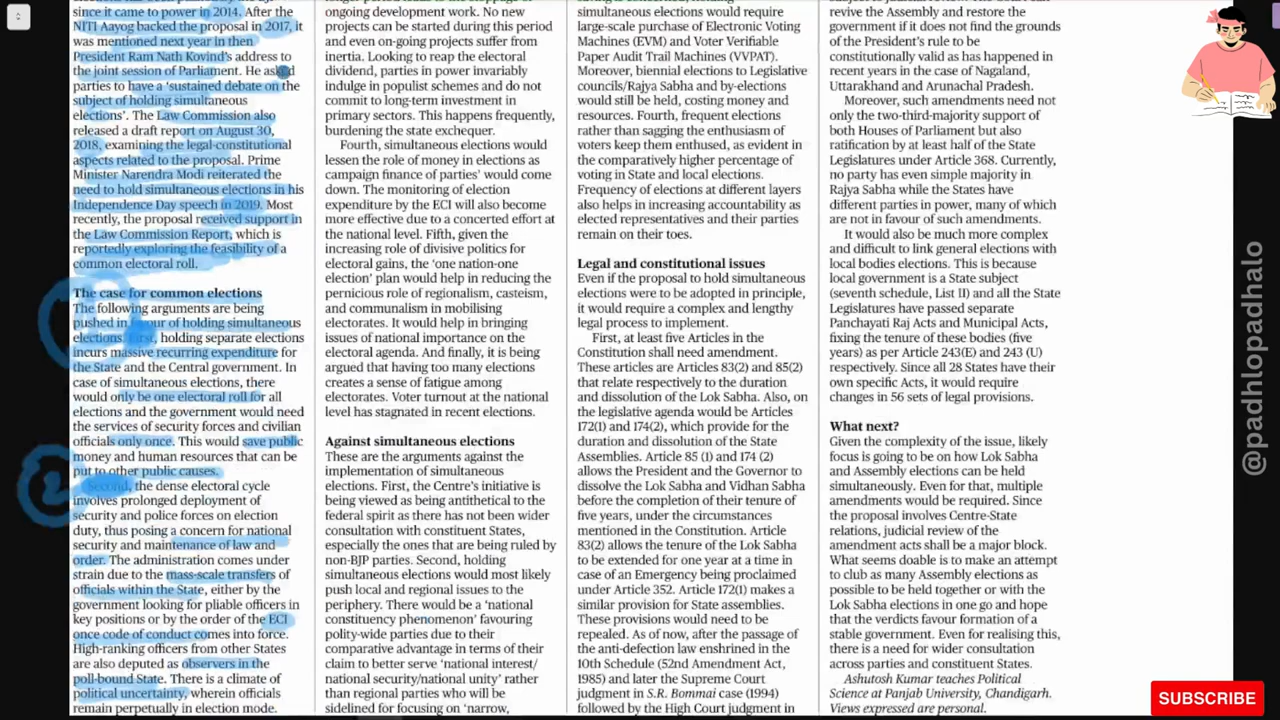 since it came to power in 2014. After the
NITI Aayog backed the proposal in 2017, it
was mentioned next year in then
President Ram Nath Kovind's address to
the joint session of Parliament. He asked
parties to have a 'sustained debate on the
subject of holding simultaneous
elections'. The Law Commission also
released a draft report on August 30,
2018, examining the legal-constitutional
aspects related to the proposal. Prime
Minister Narendra Modi reiterated the
need to hold simultaneous elections in his
Independence Day speech in 2019. Most
recently, the proposal received support in
the Law Commission Report, which is
reportedly exploring the feasibility of a
common electoral roll.
The case for common elections
The following arguments are being
pushed in favour of holding simultaneous
elections. First, holding separate elections
incurs massive recurring expenditure for
the State and the Central government. In
case of simultaneous elections, there
would only be one electoral roll for all
elections and the government would need
the services of security forces and civilian
officials only once. This would save public
money and human resources that can be
put to other public causes.
Second, the dense electoral cycle
involves prolonged deployment of
security and police forces on election
duty, thus posing a concern for national
security and maintenance of law and
order. The administration comes under
strain due to the mass-scale transfers of
officials within the State, either by the
government looking for pliable officers in
key positions or by the order of the ECI
once code of conduct comes into force.
High-ranking officers from other States
are also deputed as observers in the
poll-bound State. There is a climate of
political uncertainty, wherein officials
remain perpetually in election mode.
ongoing development work. No new
projects can be started during this period
and even on-going projects suffer from
inertia. Looking to reap the electoral
dividend, parties in power invariably
indulge in populist schemes and do not
commit to long-term investment in
primary sectors. This happens frequently,
burdening the state exchequer.
Fourth, simultaneous elections would
lessen the role of money in elections as
campaign finance of parties' would come
down. The monitoring of election
expenditure by the ECI will also become
more effective due to a concerted effort at
the national level. Fifth, given the
increasing role of divisive politics for
electoral gains, the 'one nation-one
election' plan would help in reducing the
pernicious role of regionalism, casteism,
and communalism in mobilising
electorates. It would help in bringing
issues of national importance on the
electoral agenda. And finally, it is being
argued that having too many elections
creates a sense of fatigue among
electorates. Voter turnout at the national
level has stagnated in recent elections.
Against simultaneous elections
These are the arguments against the
implementation of simultaneous
elections. First, the Centre's initiative is
being viewed as being antithetical to the
federal spirit as there has not been wider
consultation with constituent States,
especially the ones that are being ruled by
non-BJP parties. Second, holding
simultaneous elections would most likely
push local and regional issues to the
periphery. There would be a 'national
constituency phenomenon' favouring
polity-wide parties due to their
comparative advantage in terms of their
claim to better serve 'national interest/
national security/national unity' rather
than regional parties who will be
sidelined for focusing on 'narrow,
simultaneous elections will require
large-scale purchase of Electronic Voting
Machines (EVM) and Voter Verifiable
Paper Audit Trail Machines (VVPAT).
Moreover, biennial elections to Legislative
councils/Rajya Sabha and by-elections
would still be held, costing money and
resources. Fourth, frequent elections
rather than sagging the enthusiasm of
voters keep them enthused, as evident in
the comparatively higher percentage of
voting in State and local elections.
Frequency of elections at different layers
also helps in increasing accountability as
elected representatives and their parties
remain on their toes.
Legal and constitutional issues
Even if the proposal to hold simultaneous
elections were to be adopted in principle,
it would require a complex and lengthy
legal process to implement.
First, at least five Articles in the
Constitution shall need amendment.
These articles are Articles 83(2) and 85(2)
that relate respectively to the duration
and dissolution of the Lok Sabha. Also, on
the legislative agenda would be Articles
172(1) and 174(2), which provide for the
duration and dissolution of the State
Assemblies. Article 85 (1) and 174 (2)
allows the President and the Governor to
dissolve the Lok Sabha and Vidhan Sabha
before the completion of their tenure of
five years, under the circumstances
mentioned in the Constitution. Article
83(2) allows the tenure of the Lok Sabha
to be extended for one year at a time in
case of an Emergency being proclaimed
under Article 352. Article 172(1) makes a
similar provision for State assemblies.
These provisions would need to be
repealed. As of now, after the passage of
the anti-defection law enshrined in the
10th Schedule (52nd Amendment Act,
1985) and later the Supreme Court
judgment in S.R. Bommai case (1994)
followed by the High Court judgment in
revive the Assembly and restore the
government if it does not find the grounds
of the President's rule to be
constitutionally valid as has happened in
recent years in the case of Nagaland,
Uttarakhand and Arunachal Pradesh.
Moreover, such amendments need not
only the two-third-majority support of
both Houses of Parliament but also
ratification by at least half of the State
Legislatures under Article 368. Currently,
no party has even simple majority in
Rajya Sabha while the States have
different parties in power, many of which
are not in favour of such amendments.
It would also be much more complex
and difficult to link general elections with
local bodies elections. This is because
local government is a State subject
(seventh schedule, List II) and all the State
Legislatures have passed separate
Panchayati Raj Acts and Municipal Acts,
fixing the tenure of these bodies (five
years) as per Article 243(E) and 243 (U)
respectively. Since all 28 States have their
own specific Acts, it would require
changes in 56 sets of legal provisions.
What next?
Given the complexity of the issue, likely
focus is going to be on how Lok Sabha
and Assembly elections can be held
simultaneously. Even for that, multiple
amendments would be required. Since
the proposal involves Centre-State
relations, judicial review of the
amendment acts shall be a major block.
What seems doable is to make an attempt
to club as many Assembly elections as
possible to be held together or with the
Lok Sabha elections in one go and hope
that the verdicts favour formation of a
stable government. Even for realising this,
there is a need for wider consultation
across parties and constituent States.
Ashutosh Kumar teaches Political
Science at Panjab University, Chandigarh.
Views expressed are personal.
@padhlopadhalo
SUBSCRIBE